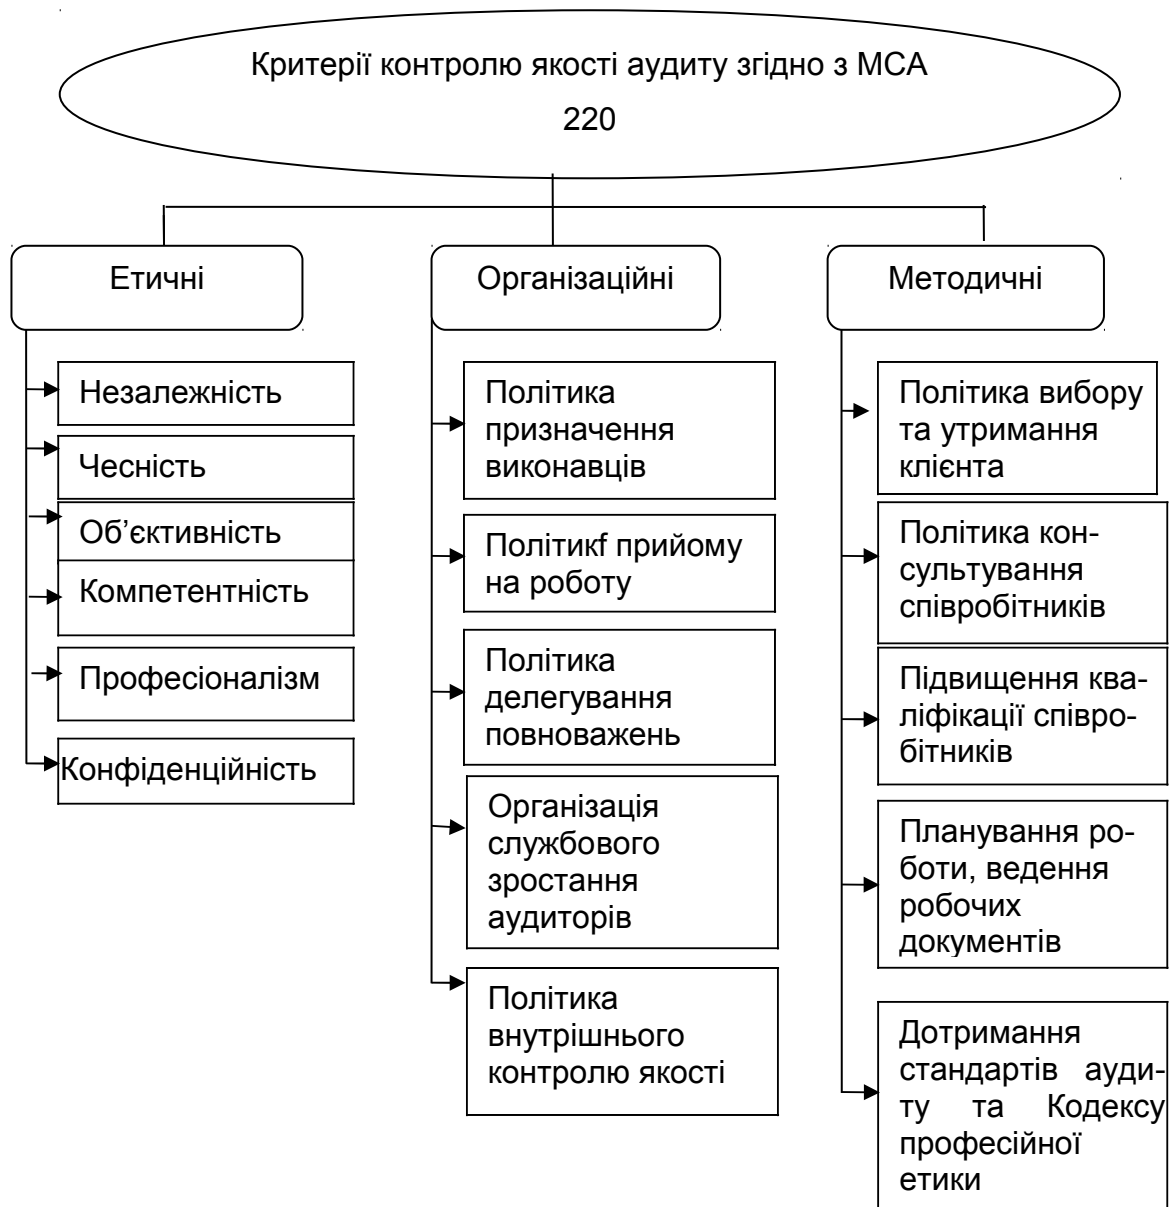 Критерії контролю якості аудиту згідно з МСА
220
Етичні
Організаційні
Методичні
Незалежність
Чесність
Об’єктивність
Компетентність
Професіоналізм
Конфіденційність
Політика
призначення
виконавців
Політикf прийому
на роботу
Політика
делегування
повноважень
Організація
службового
зростання
аудиторів
Політика
внутрішнього
контролю якості
Політика вибору
та утримання
клієнта
Політика кон-
сультування
співробітників
Підвищення ква-
ліфікації співро-
бітників
Планування ро-
боти, ведення
робочих
документів
Дотримання
стандартів ауди-
ту та Кодексу
професійної
етики